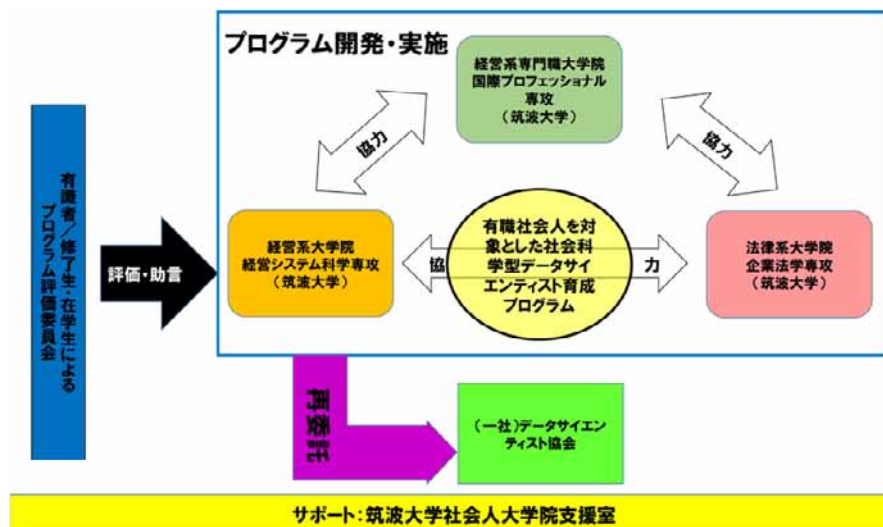 プログラム開発・実施
経営系専門職大学院
国際プロフェッショナル
専攻
(筑波大学)
協力
協力
有識者/修了生・在学生による
プログラム評価委員会
評価・助言
経営系大学院
経営システム科学専攻
(筑波大学)
協
有職社会人を対
象とした社会科
学型データサイ
エンティスト育成
プログラム
力
法律系大学院
企業法学専攻
(筑波大学)
再委託
(一社)データサイエン
ティスト協会
サポート:筑波大学社会人大学院支援室